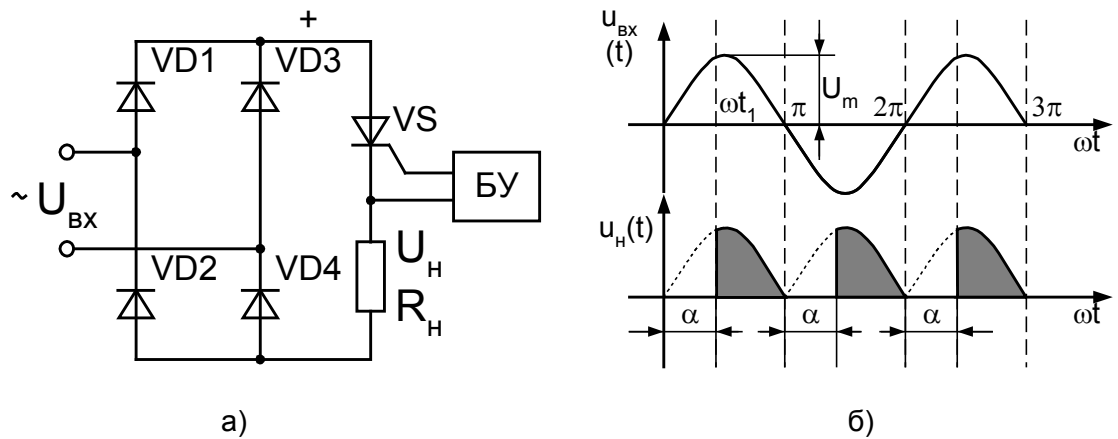 +
VD1 VD3
VS
БУ
~ Uвх
VD2 VD4
Uн
Rн
а)
uвх
(t)
ωt1 π Um 2π 3π
ωt
uн(t)
α α α
ωt
б)